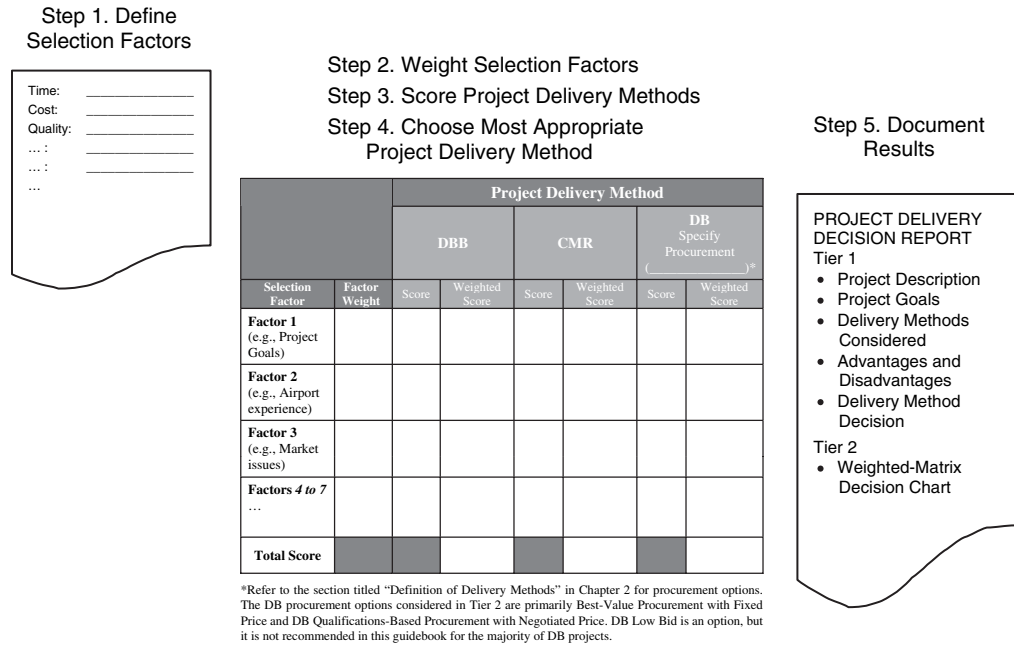 Step 1. Define
Selection Factors
Time: _______________
Cost: _______________
Quality: _______________
... : _______________
... : _______________
...
Step 2. Weight Selection Factors
Step 3. Score Project Delivery Methods
Step 4. Choose Most Appropriate
Project Delivery Method
Project Delivery Method
DBB
CMR
DB
Specify
Procurement
(____________)*
Selection
Factor
Factor
Weight
Score
Weighted
Score
Score
Weighted
Score
Score
Weighted
Score
Factor 1
(e.g., Project
Goals)
Factor 2
(e.g., Airport
experience)
Factor 3
(e.g., Market
issues)
Factors 4 to 7
...
Total Score
*Refer to the section titled “Definition of Delivery Methods” in Chapter 2 for procurement options.
The DB procurement options considered in Tier 2 are primarily Best-Value Procurement with Fixed
Price and DB Qualifications-Based Procurement with Negotiated Price. DB Low Bid is an option, but
it is not recommended in this guidebook for the majority of DB projects.
Step 5. Document
Results
PROJECT DELIVERY
DECISION REPORT
Tier 1
• Project Description
• Project Goals
• Delivery Methods
Considered
• Advantages and
Disadvantages
• Delivery Method
Decision
Tier 2
• Weighted-Matrix
Decision Chart